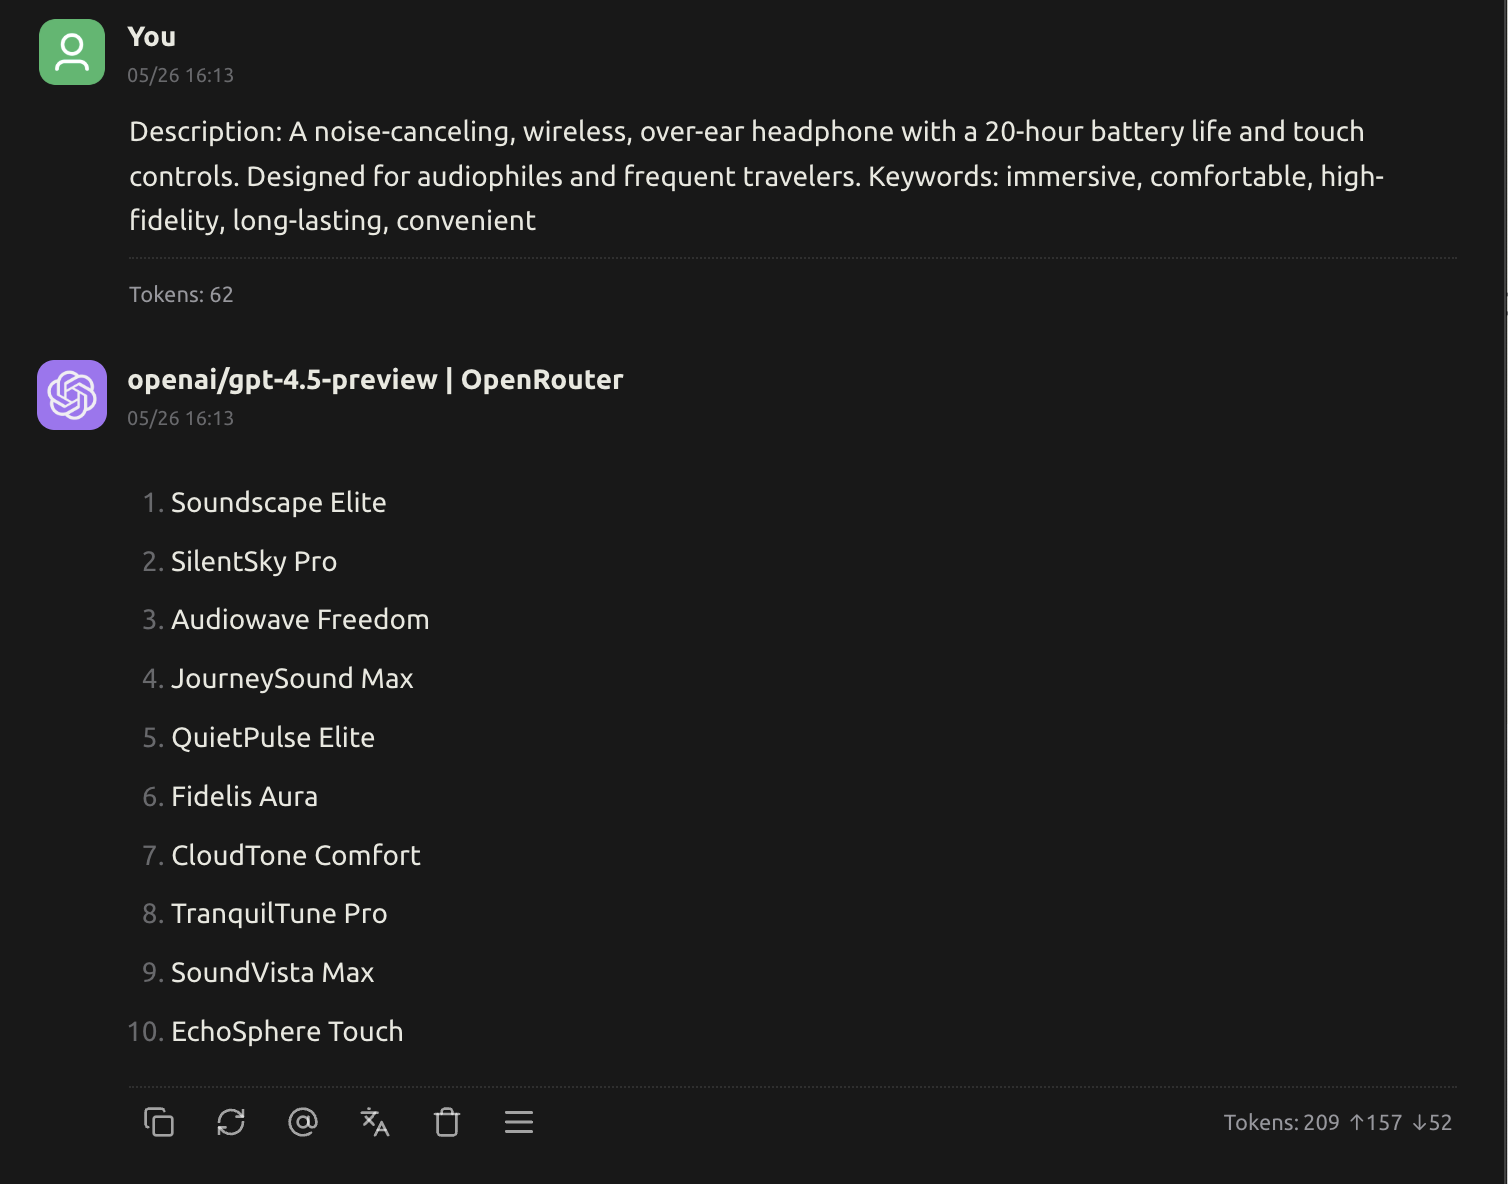 You
05/26 16:13
Description: A noise-canceling, wireless, over-ear headphone with a 20-hour battery life and touch
controls. Designed for audiophiles and frequent travelers. Keywords: immersive, comfortable, high-
fidelity, long-lasting, convenient
Tokens: 62
openai/gpt-4.5-preview | OpenRouter
05/26 16:13
1. Soundscape Elite
2. SilentSky Pro
3. Audiowave Freedom
4. JourneySound Max
5. QuietPulse Elite
6. Fidelis Aura
7. CloudTone Comfort
8. TranquilTune Pro
9. SoundVista Max
10. EchoSphere Touch
Tokens: 209 ↑157 ↓52